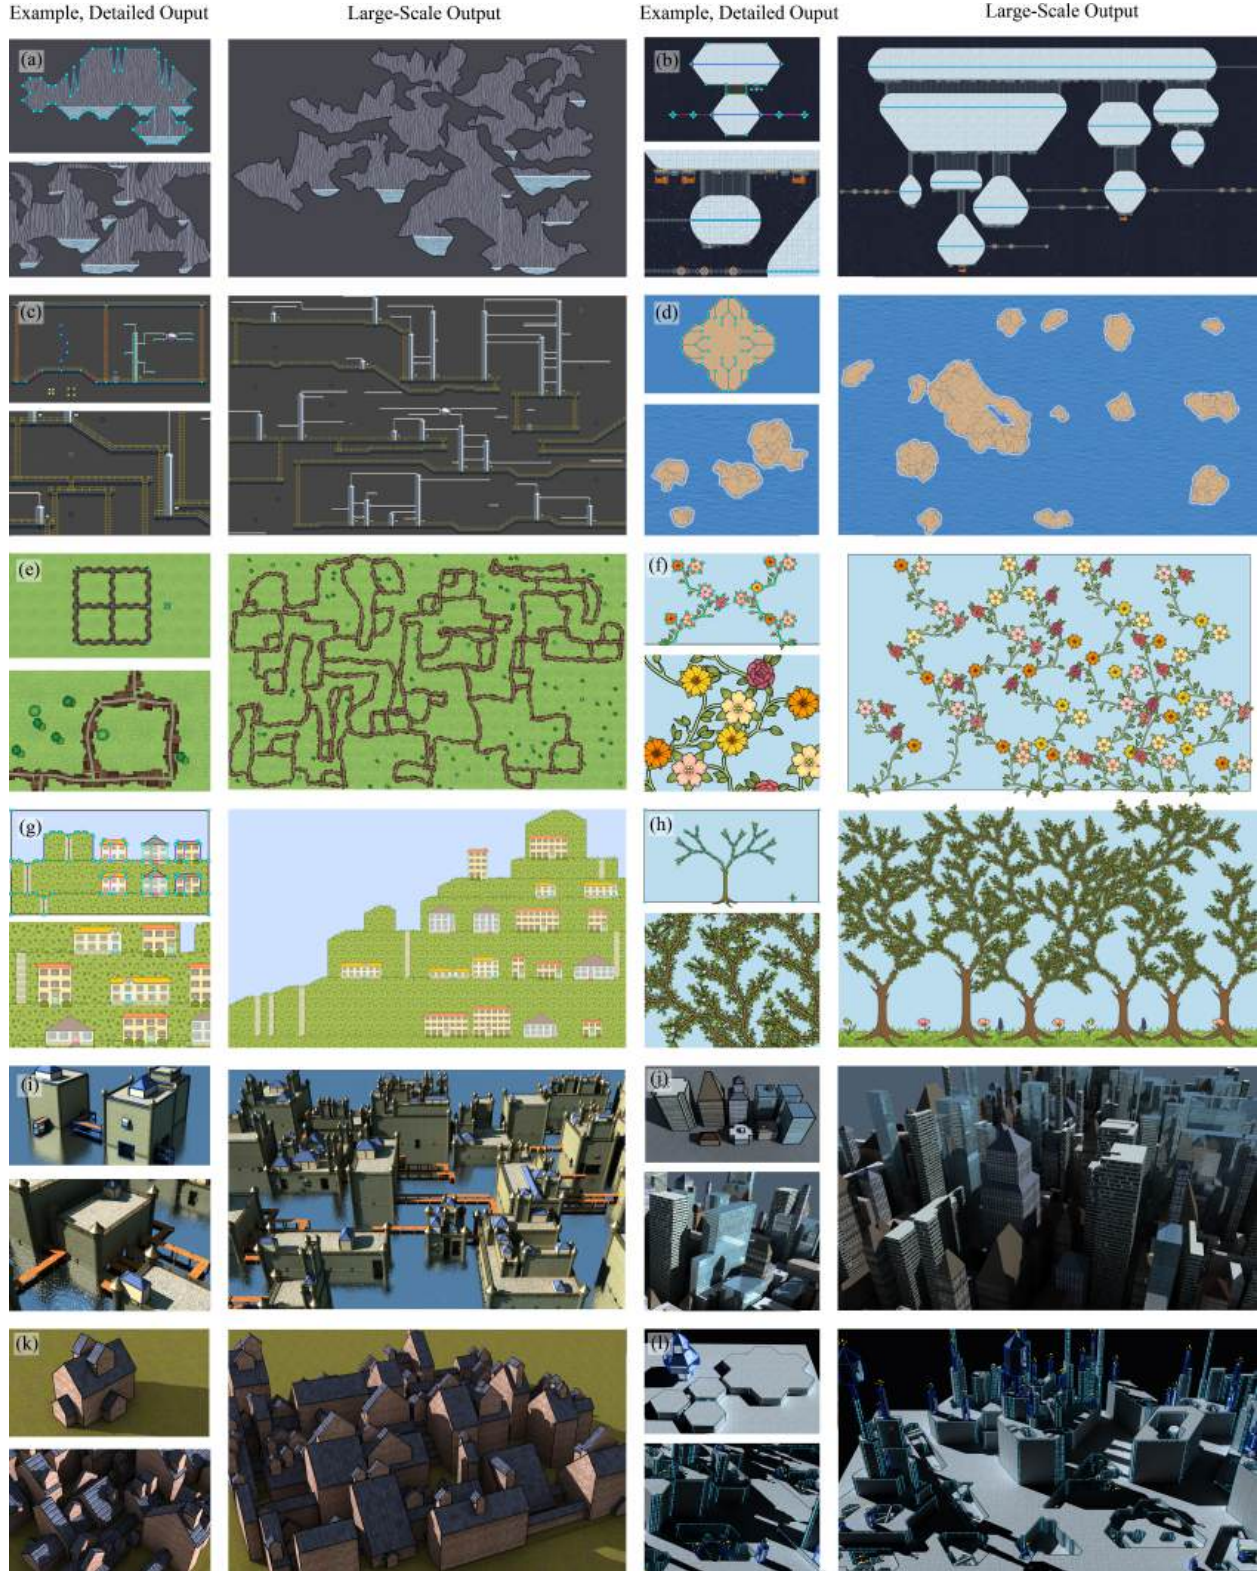 Example, Detailed Ouput Large-Scale Output Example, Detailed Ouput Large-Scale Output
(a) (b)
(c) (d)
(e) (f)
(g) (h)
(i) (j)
(k) (l)